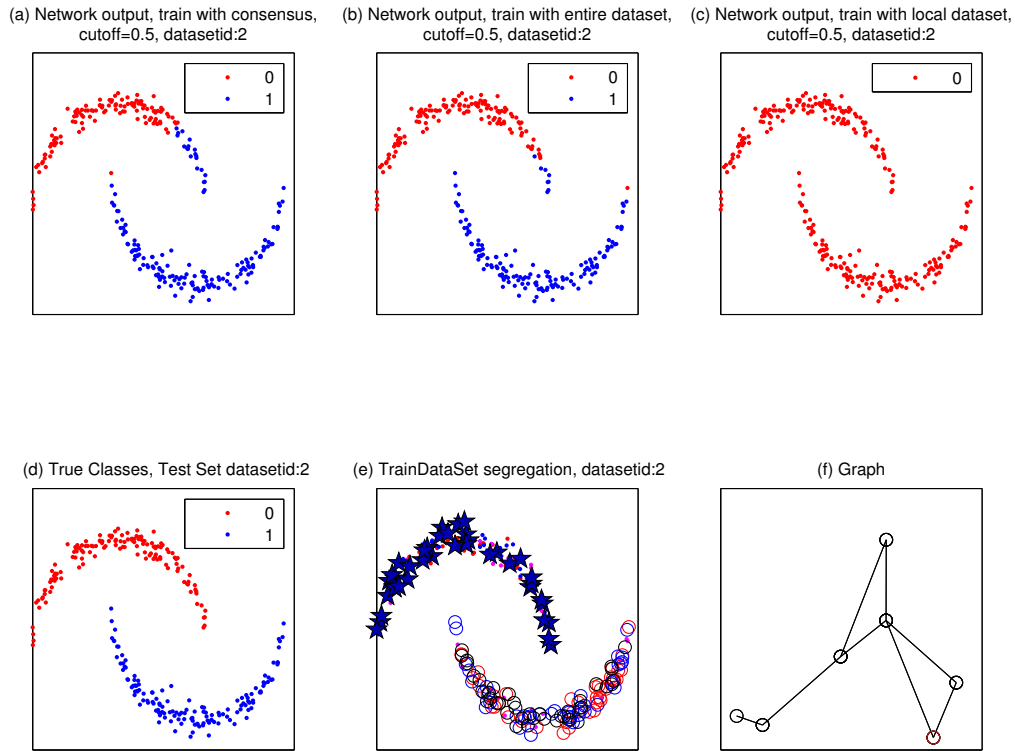 (a) Network output, train with consensus,
cutoff=0.5, datasetid:2
0
1
(b) Network output, train with entire dataset,
cutoff=0.5, datasetid:2
0
1
(c) Network output, train with local dataset,
cutoff=0.5, datasetid:2
0
(d) True Classes, Test Set datasetid:2
0
1
(e) TrainDataSet segregation, datasetid:2
(f) Graph